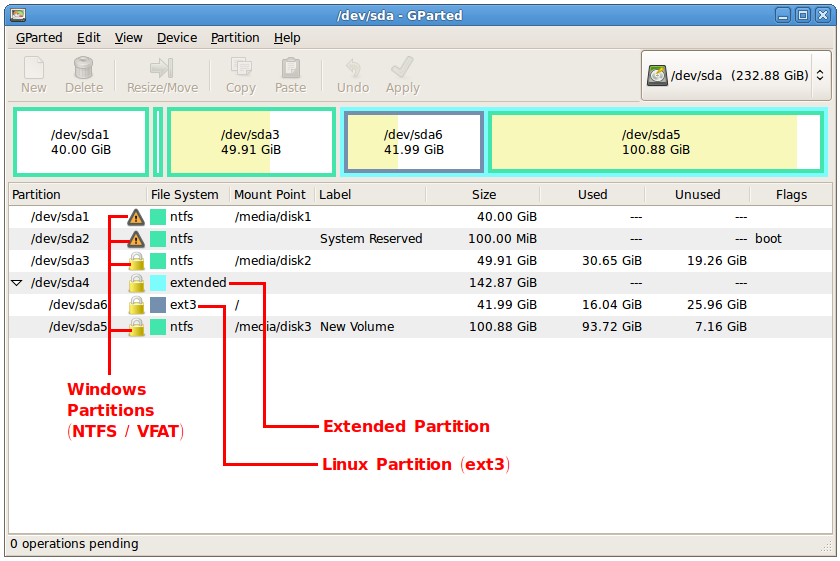 /dev/sda - GParted
GParted Edit View Device Partition Help
New Delete Resize/Move Copy Paste Undo Apply
/dev/sda (232.88 GiB)
/dev/sda1
40.00 GiB
/dev/sda3
49.91 GiB
/dev/sda6
41.99 GiB
/dev/sda5
100.88 GiB
Partition File System Mount Point Label Size Used Unused Flags
/dev/sda1 ntfs /media/disk1 40.00 GiB --- ---
/dev/sda2 ntfs System Reserved 100.00 MiB --- --- boot
/dev/sda3 ntfs /media/disk2 49.91 GiB 30.65 GiB 19.26 GiB
/dev/sda4 extended 142.87 GiB --- ---
/dev/sda6 ext3 / 41.99 GiB 16.04 GiB 25.96 GiB
/dev/sda5 ntfs /media/disk3 New Volume 100.88 GiB 93.72 GiB 7.16 GiB
Windows
Partitions
(NTFS / VFAT)
Extended Partition
Linux Partition (ext3)
0 operations pending